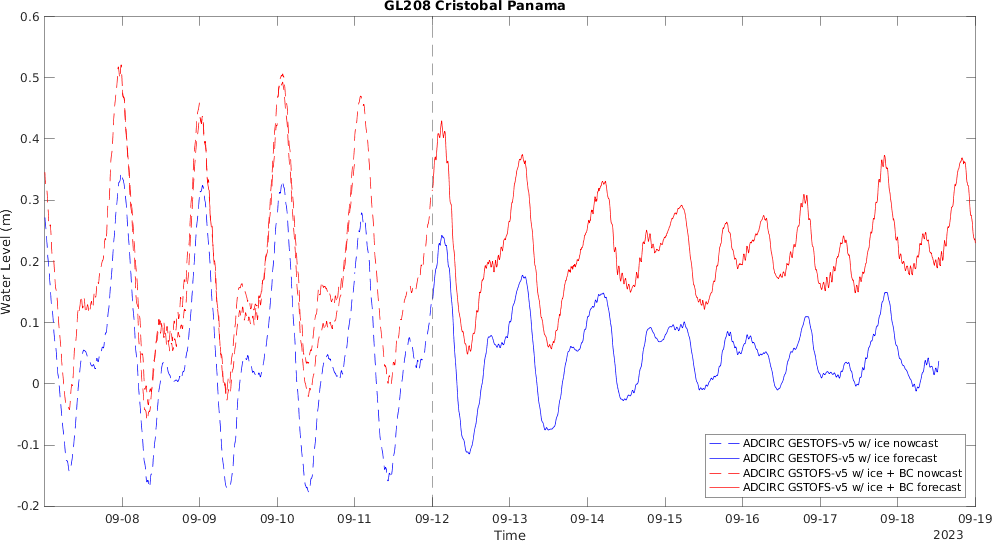 GL208 Cristobal Panama
0.6
0.5
0.4
0.3
0.2
0.1
0
-0.1
-0.2
Water Level (m)
ADCIRC GESTOFS-v5 w/ ice nowcast
ADCIRC GESTOFS-v5 w/ ice forecast
ADCIRC GSTOFS-v5 w/ ice + BC nowcast
ADCIRC GSTOFS-v5 w/ ice + BC forecast
09-08 09-09 09-10 09-11 09-12 09-13 09-14 09-15 09-16 09-17 09-18 09-19
Time
2023